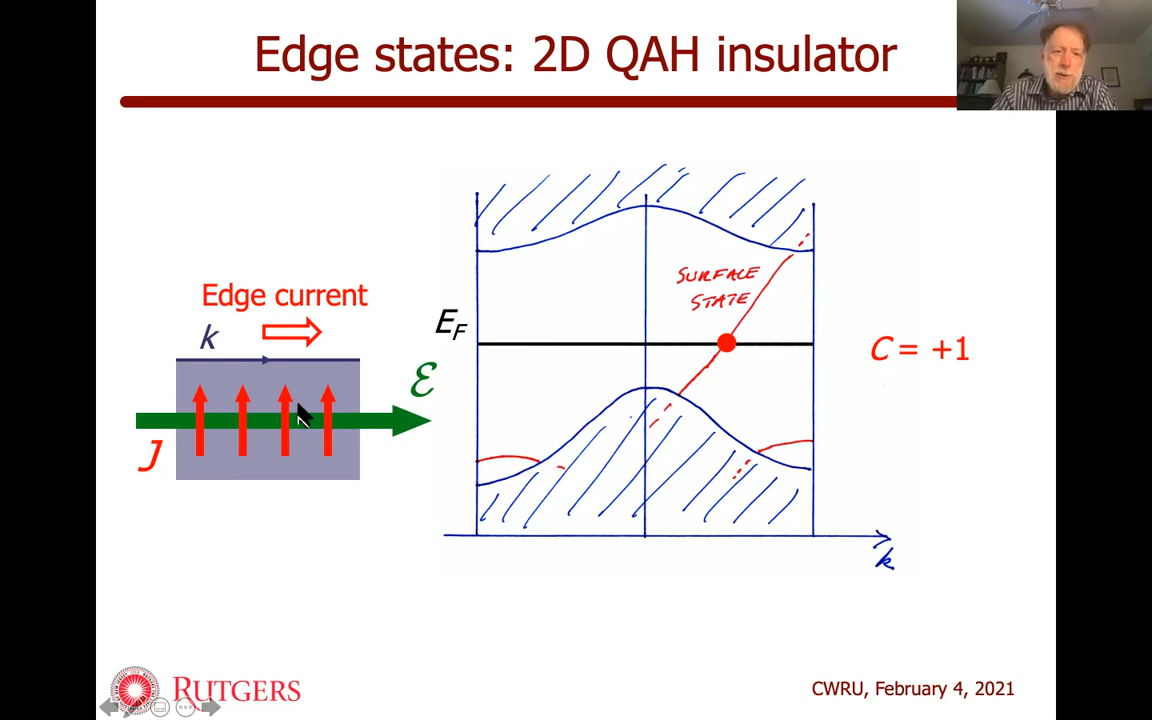 Edge states: 2D QAH insulator
Edge current
k
ℰ
J
E_F
SURFACE
STATE
C = +1
k
RUTGERS
CWRU, February 4, 2021